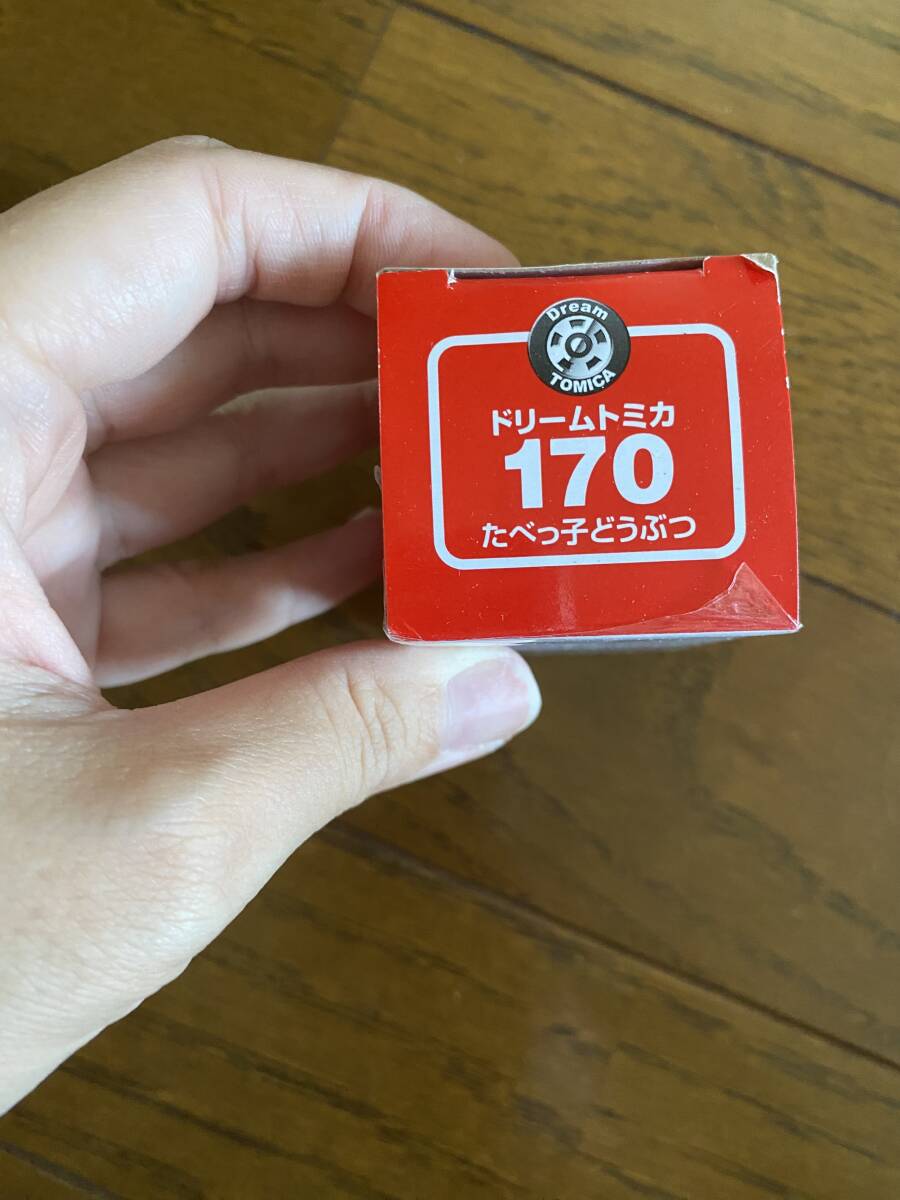 Dream
TOMICA
ドリームトミカ
170
たべっ子どうぶつ